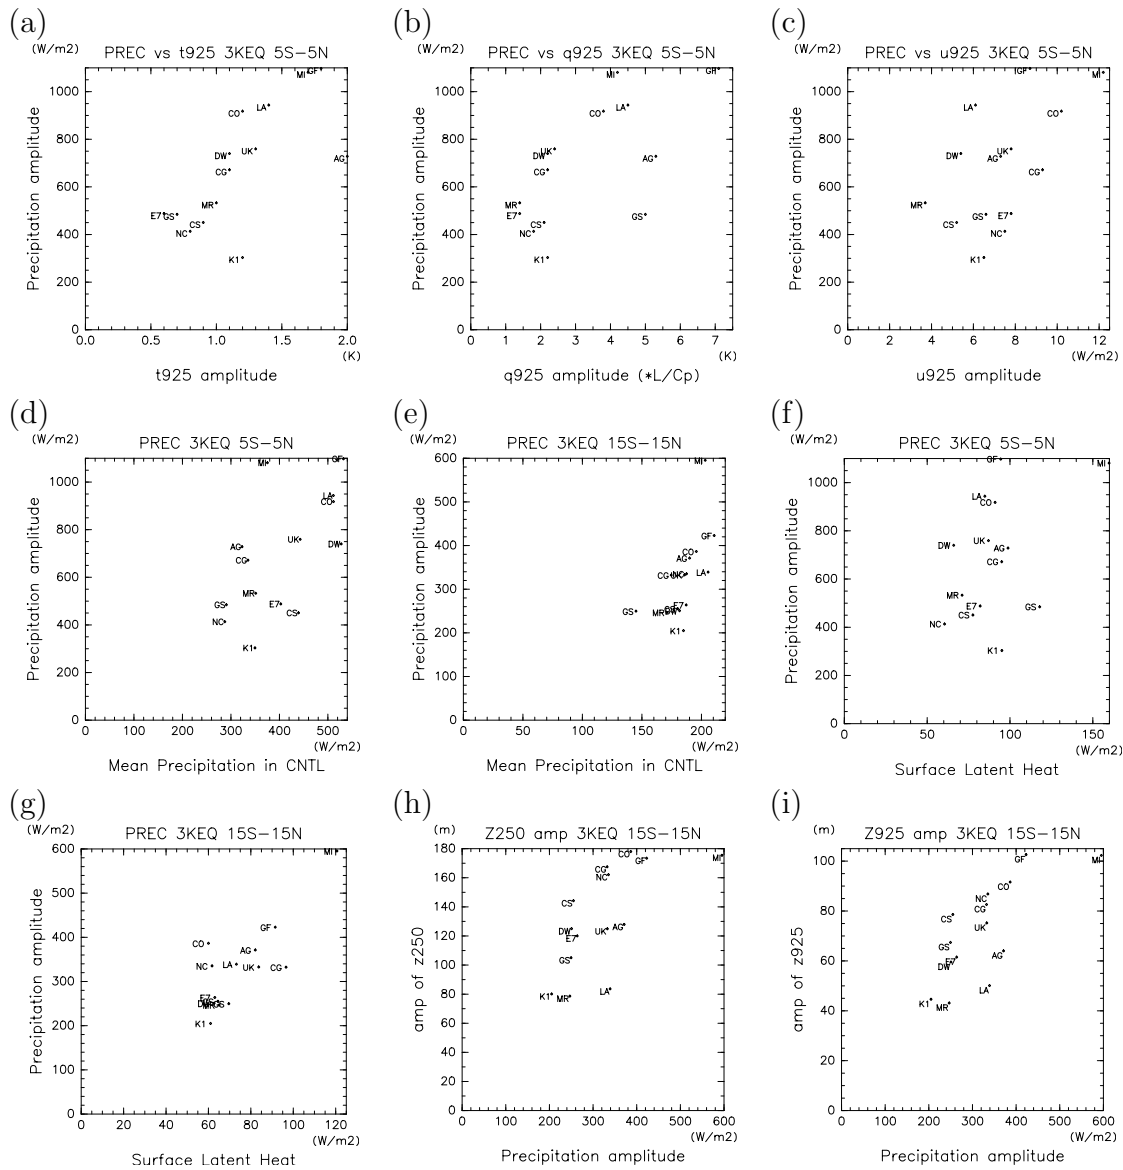 (a)
(W/m2)
PREC vs t925 3KEQ 5S−5N
Precipitation amplitude
1000
800
600
400
200
0
MI
GF
LA
CO
UK
DW
AG
CG
MR
E7
GS
CS
NC
K1
0.0 0.5 1.0 1.5 2.0
(K)
t925 amplitude
(b)
(W/m2)
PREC vs q925 3KEQ 5S−5N
Precipitation amplitude
1000
800
600
400
200
0
MI
GF
LA
CO
UK
DW
AG
CG
MR
E7
GS
CS
NC
K1
0 1 2 3 4 5 6 7
(K)
q925 amplitude (*L/Cp)
(c)
(W/m2)
PREC vs u925 3KEQ 5S−5N
Precipitation amplitude
1000
800
600
400
200
0
GF
MI
LA
CO
DW
UK
AG
CG
MR
GS
E7
CS
NC
K1
0 2 4 6 8 10 12
(W/m2)
u925 amplitude
(d)
(W/m2)
PREC 3KEQ 5S−5N
Precipitation amplitude
1000
800
600
400
200
0
MI
GF
LA
CO
UK
DW
AG
CG
MR
GS
E7
CS
NC
K1
0 100 200 300 400 500
(W/m2)
Mean Precipitation in CNTL
(e)
(W/m2)
PREC 3KEQ 15S−15N
Precipitation amplitude
600
500
400
300
200
100
0
MI
GF
CO
AG
LA
CG
UK
NC
E7
GS
CS
MR
DW
K1
0 50 100 150 200
(W/m2)
Mean Precipitation in CNTL
(f)
(W/m2)
PREC 3KEQ 5S−5N
Precipitation amplitude
1000
800
600
400
200
0
GF
MI
LA
CO
UK
DW
AG
CG
MR
E7
GS
CS
NC
K1
0 50 100 150
(W/m2)
Surface Latent Heat
(g)
(W/m2)
PREC 3KEQ 15S−15N
Precipitation amplitude
600
500
400
300
200
100
0
MI
GF
CO
AG
NC
LA
UK
CG
E7
DW
CS
MR
GS
K1
0 20 40 60 80 100 120
(W/m2)
Surface Latent Heat
(h)
(m)
Z250 amp 3KEQ 15S−15N
amp of z250
180
160
140
120
100
80
60
40
20
0
CO
GF
MI
CG
NC
CS
DW
E7
UK
AG
GS
K1
MR
LA
0 100 200 300 400 500 600
(W/m2)
Precipitation amplitude
(i)
(m)
Z925 amp 3KEQ 15S−15N
amp of z925
100
80
60
40
20
0
GF
MI
CO
NC
CG
CS
UK
GS
AG
E7
DW
LA
K1
MR
0 100 200 300 400 500 600
(W/m2)
Precipitation amplitude